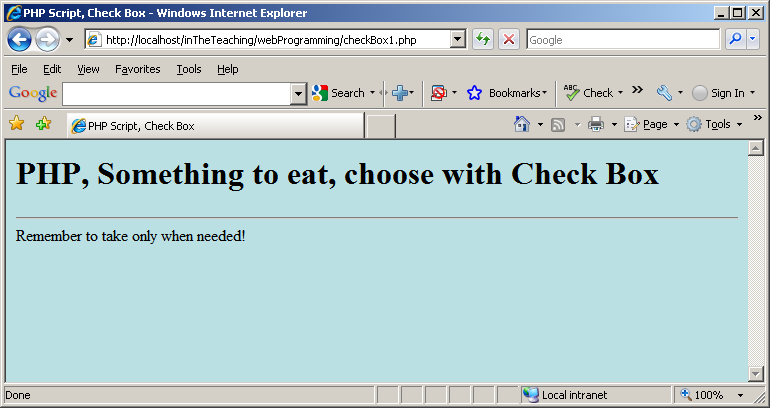 PHP Script, Check Box - Windows Internet Explorer
http://localhost/inTheTeaching/webProgramming/checkBox1.php
Google
File Edit View Favorites Tools Help
Google Search Bookmarks ABC Check » Sign In
PHP Script, Check Box Page Tools »
PHP, Something to eat, choose with Check Box
Remember to take only when needed!
Done Local intranet 100%